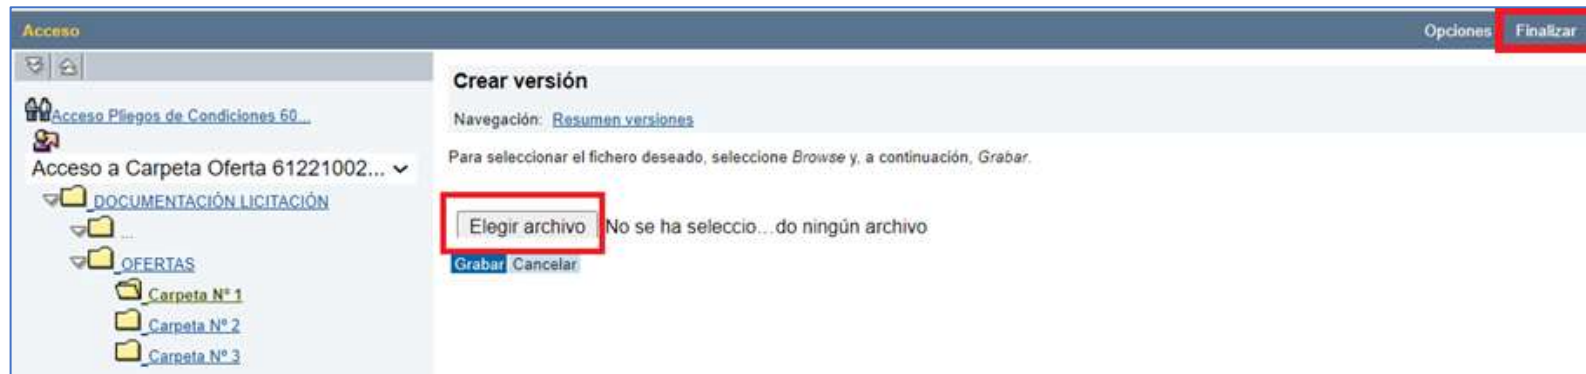 Acceso
Opciones Finalizar
Acceso Pliegos de Condiciones 60...
Acceso a Carpeta Oferta 61221002...
DOCUMENTACIÓN LICITACIÓN
...
OFERTAS
Carpeta Nº 1
Carpeta Nº 2
Carpeta Nº 3
Crear versión
Navegación: Resumen versiones
Para seleccionar el fichero deseado, seleccione Browse y, a continuación, Grabar.
Elegir archivo No se ha seleccio...do ningún archivo
Grabar Cancelar